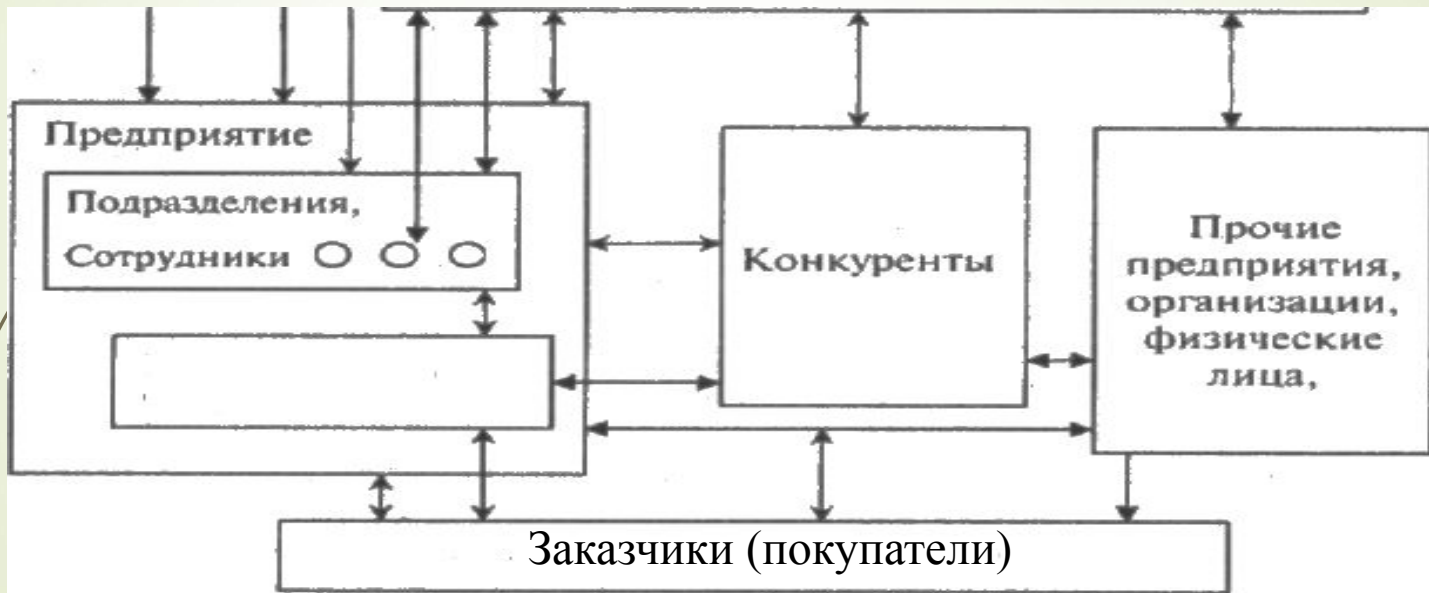 Предприятие
Подразделения,
Сотрудники
Конкуренты
Прочие
предприятия,
организации,
физические
лица,
Заказчики (покупатели)